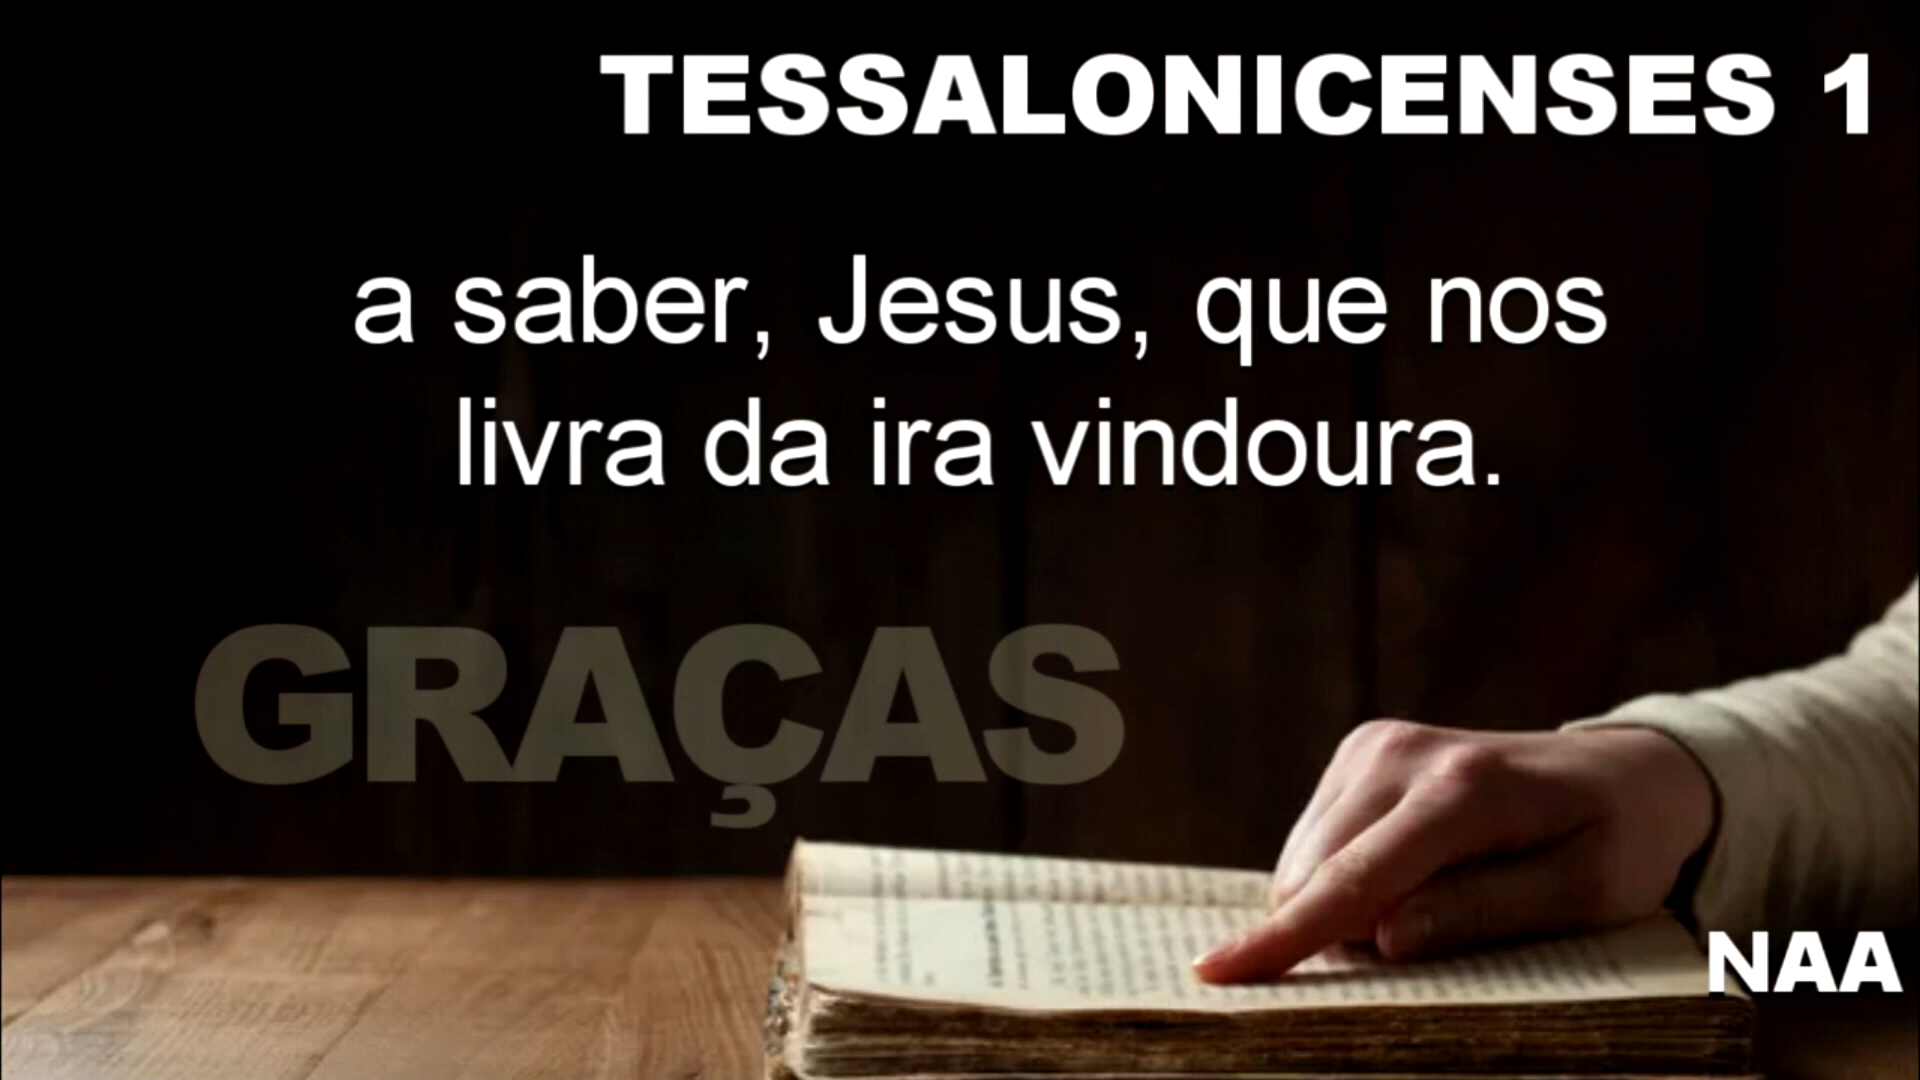 TESSALONICENSES 1
a saber, Jesus, que nos
livra da ira vindoura.
GRAÇAS
NAA